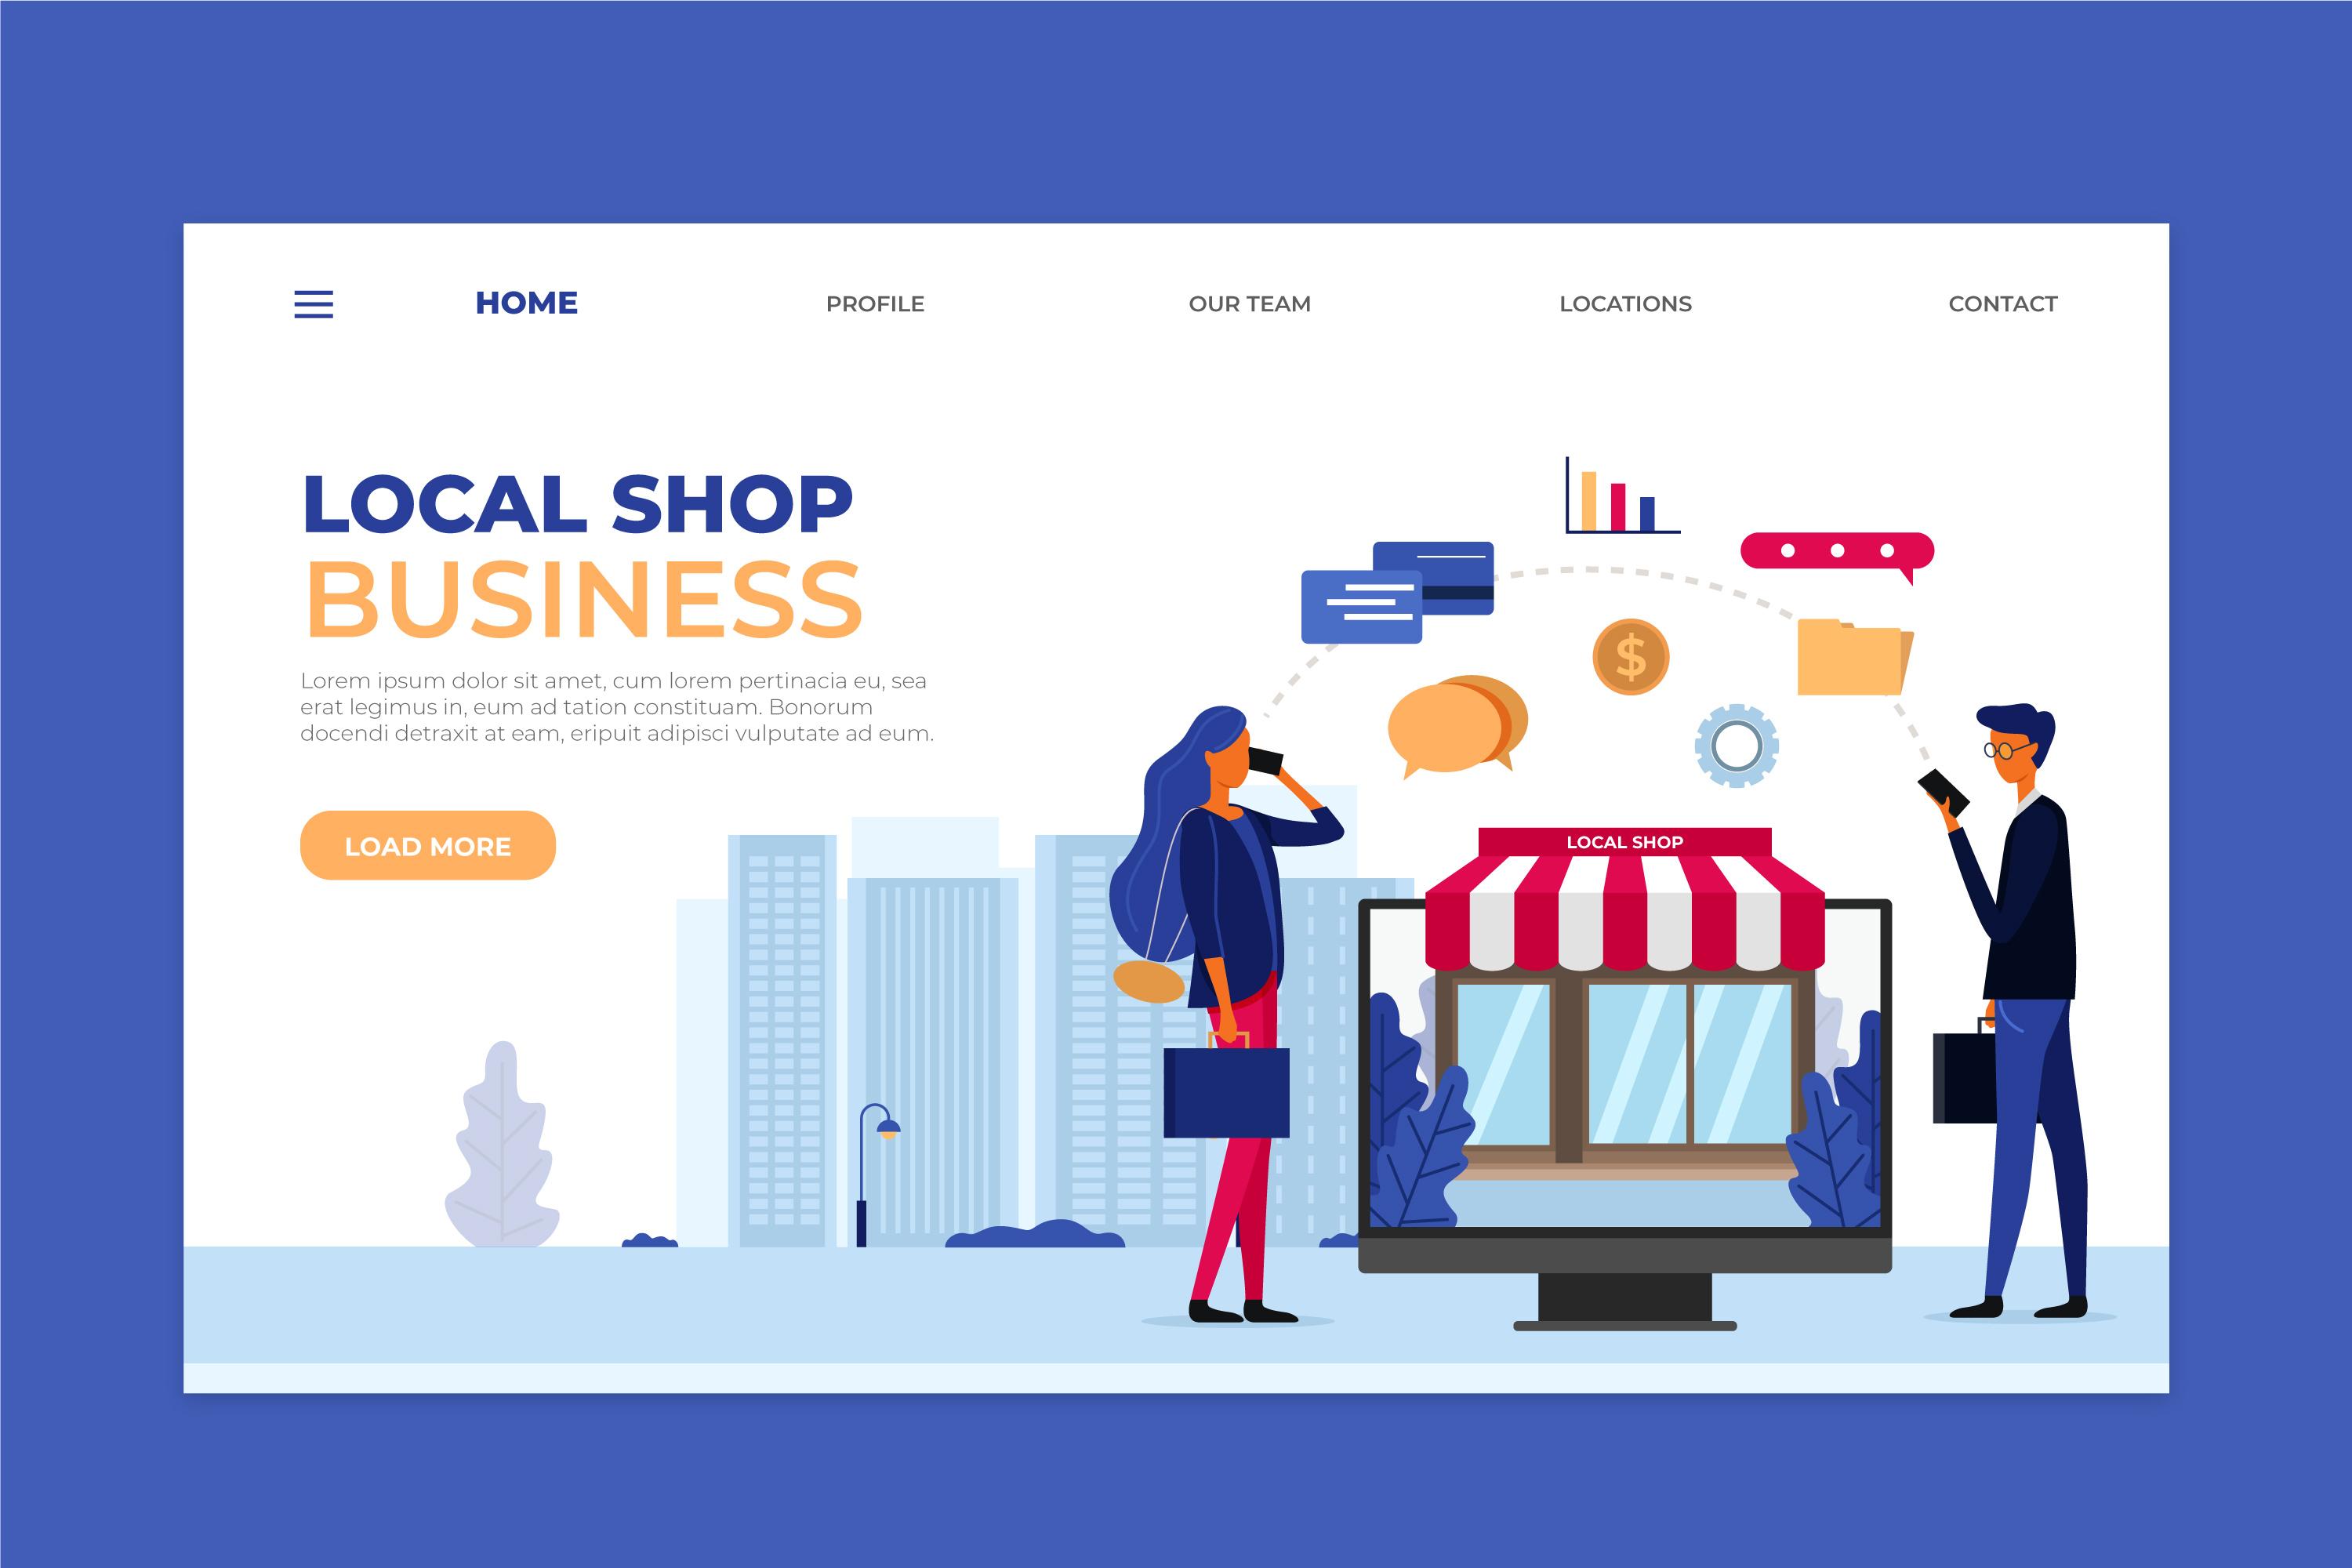 HOME PROFILE OUR TEAM LOCATIONS CONTACT
LOCAL SHOP
BUSINESS
Lorem ipsum dolor sit amet, cum lorem pertinacia eu, sea
erat legimus in, eum ad tation constituam. Bonorum
docendi detraxit at eam, eripuit adipisci vulputate ad eum.
LOAD MORE
$
LOCAL SHOP